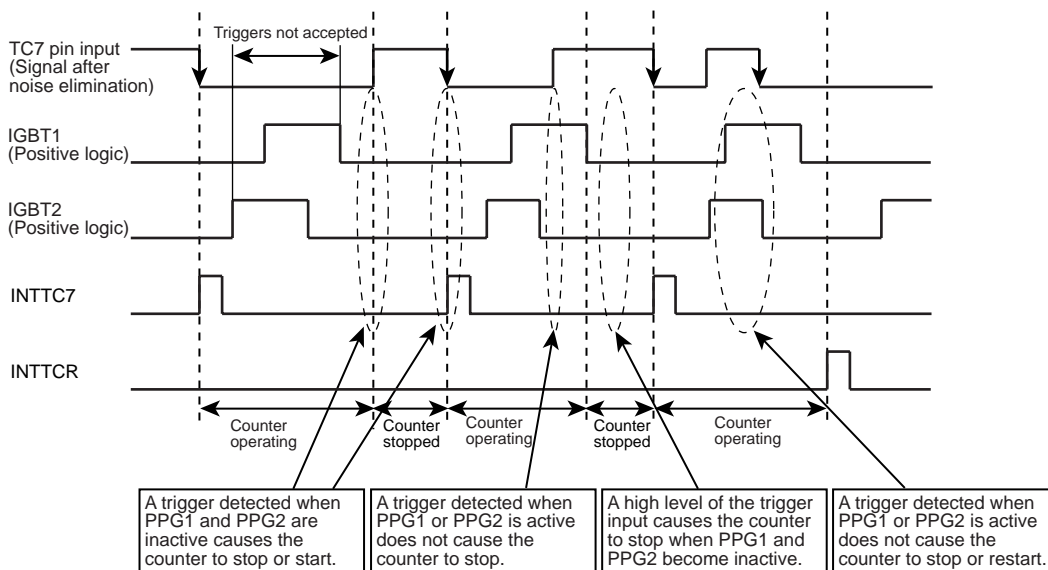 Triggers not accepted
TC7 pin input
(Signal after
noise elimination)
IGBT1
(Positive logic)
IGBT2
(Positive logic)
INTTC7
INTTCR
Counter
operating
Counter
stopped
Counter
operating
Counter
stopped
Counter
operating
A trigger detected when
PPG1 and PPG2 are
inactive causes the
counter to stop or start.
A trigger detected when
PPG1 or PPG2 is active
does not cause the
counter to stop.
A high level of the trigger
input causes the counter
to stop when PPG1 and
PPG2 become inactive.
A trigger detected when
PPG1 or PPG2 is active
does not cause the
counter to stop or restart.